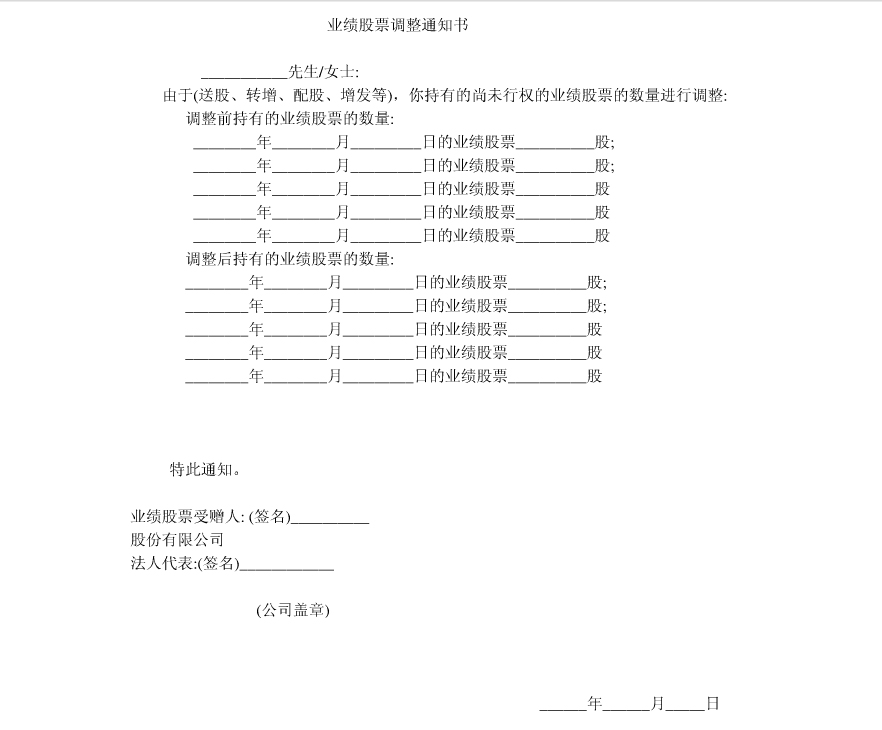 业绩股票调整通知书
___________先生/女士:
由于(送股、转增、配股、增发等)，你持有的尚未行权的业绩股票的数量进行调整:
调整前持有的业绩股票的数量:
________年________月_________日的业绩股票__________股;
________年________月_________日的业绩股票__________股;
________年________月_________日的业绩股票__________股
________年________月_________日的业绩股票__________股
________年________月_________日的业绩股票__________股
调整后持有的业绩股票的数量:
________年________月_________日的业绩股票__________股;
________年________月_________日的业绩股票__________股;
________年________月_________日的业绩股票__________股
________年________月_________日的业绩股票__________股
________年________月_________日的业绩股票__________股
特此通知。
业绩股票受赠人: (签名)__________
股份有限公司
法人代表:(签名)____________
(公司盖章)
______年______月_____日